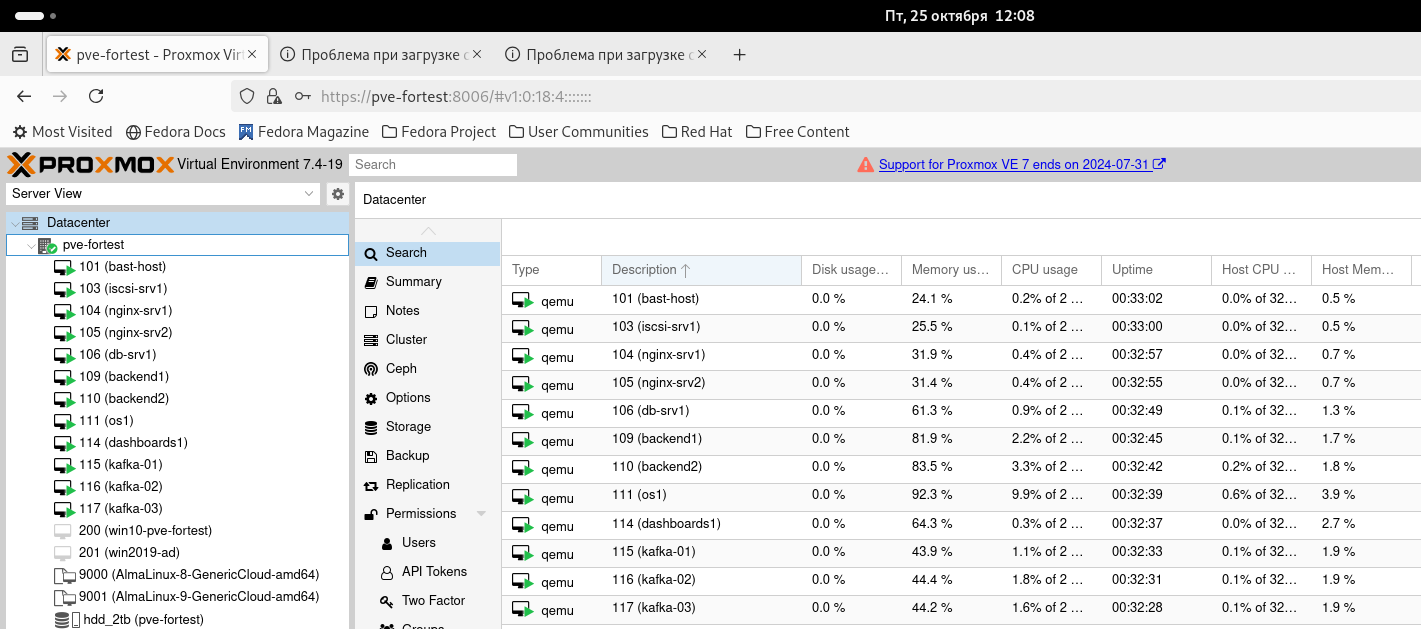 Пт, 25 октября 12:08
pve-fortest - Proxmox Vir
Проблема при загрузке
Проблема при загрузке
https://pve-fortest:8006/#v1:0:18:4:::::::
Most Visited Fedora Docs Fedora Magazine Fedora Project User Communities Red Hat Free Content
PROXMOX Virtual Environment 7.4-19 Search Support for Proxmox VE 7 ends on 2024-07-31
Server View
Datacenter
pve-fortest
101 (bast-host)
103 (iscsi-srv1)
104 (nginx-srv1)
105 (nginx-srv2)
106 (db-srv1)
109 (backend1)
110 (backend2)
111 (os1)
114 (dashboards1)
115 (kafka-01)
116 (kafka-02)
117 (kafka-03)
200 (win10-pve-fortest)
201 (win2019-ad)
9000 (AlmaLinux-8-GenericCloud-amd64)
9001 (AlmaLinux-9-GenericCloud-amd64)
hdd_2tb (pve-fortest)
Datacenter
Search
Summary
Notes
Cluster
Ceph
Options
Storage
Backup
Replication
Permissions
Users
API Tokens
Two Factor
Type Description Disk usage... Memory us... CPU usage Uptime Host CPU ... Host Mem...
qemu 101 (bast-host) 0.0 % 24.1 % 0.2% of 2 ... 00:33:02 0.0% of 32... 0.5 %
qemu 103 (iscsi-srv1) 0.0 % 25.5 % 0.1% of 2 ... 00:33:00 0.0% of 32... 0.5 %
qemu 104 (nginx-srv1) 0.0 % 31.9 % 0.4% of 2 ... 00:32:57 0.0% of 32... 0.7 %
qemu 105 (nginx-srv2) 0.0 % 31.4 % 0.4% of 2 ... 00:32:55 0.0% of 32... 0.7 %
qemu 106 (db-srv1) 0.0 % 61.3 % 0.9% of 2 ... 00:32:49 0.1% of 32... 1.3 %
qemu 109 (backend1) 0.0 % 81.9 % 2.2% of 2 ... 00:32:45 0.1% of 32... 1.7 %
qemu 110 (backend2) 0.0 % 83.5 % 3.3% of 2 ... 00:32:42 0.2% of 32... 1.8 %
qemu 111 (os1) 0.0 % 92.3 % 9.9% of 2 ... 00:32:39 0.6% of 32... 3.9 %
qemu 114 (dashboards1) 0.0 % 64.3 % 0.3% of 2 ... 00:32:37 0.0% of 32... 2.7 %
qemu 115 (kafka-01) 0.0 % 43.9 % 1.1% of 2 ... 00:32:33 0.1% of 32... 1.9 %
qemu 116 (kafka-02) 0.0 % 44.4 % 1.8% of 2 ... 00:32:31 0.1% of 32... 1.9 %
qemu 117 (kafka-03) 0.0 % 44.2 % 1.6% of 2 ... 00:32:28 0.1% of 32... 1.9 %